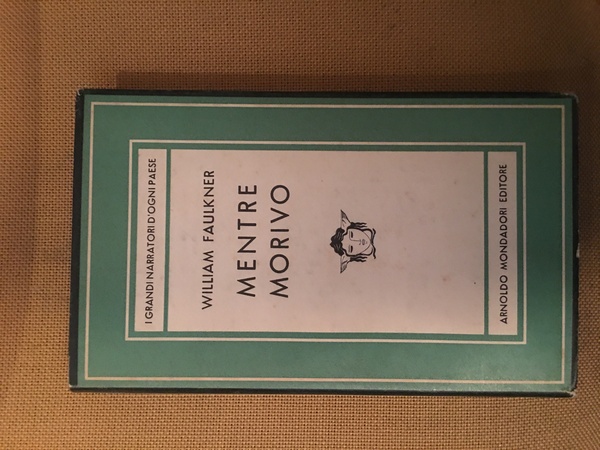 I GRANDI NARRATORI D'OGNI PAESE
WILLIAM FAULKNER
MENTRE
MORIVO
ARNOLDO MONDADORI EDITORE